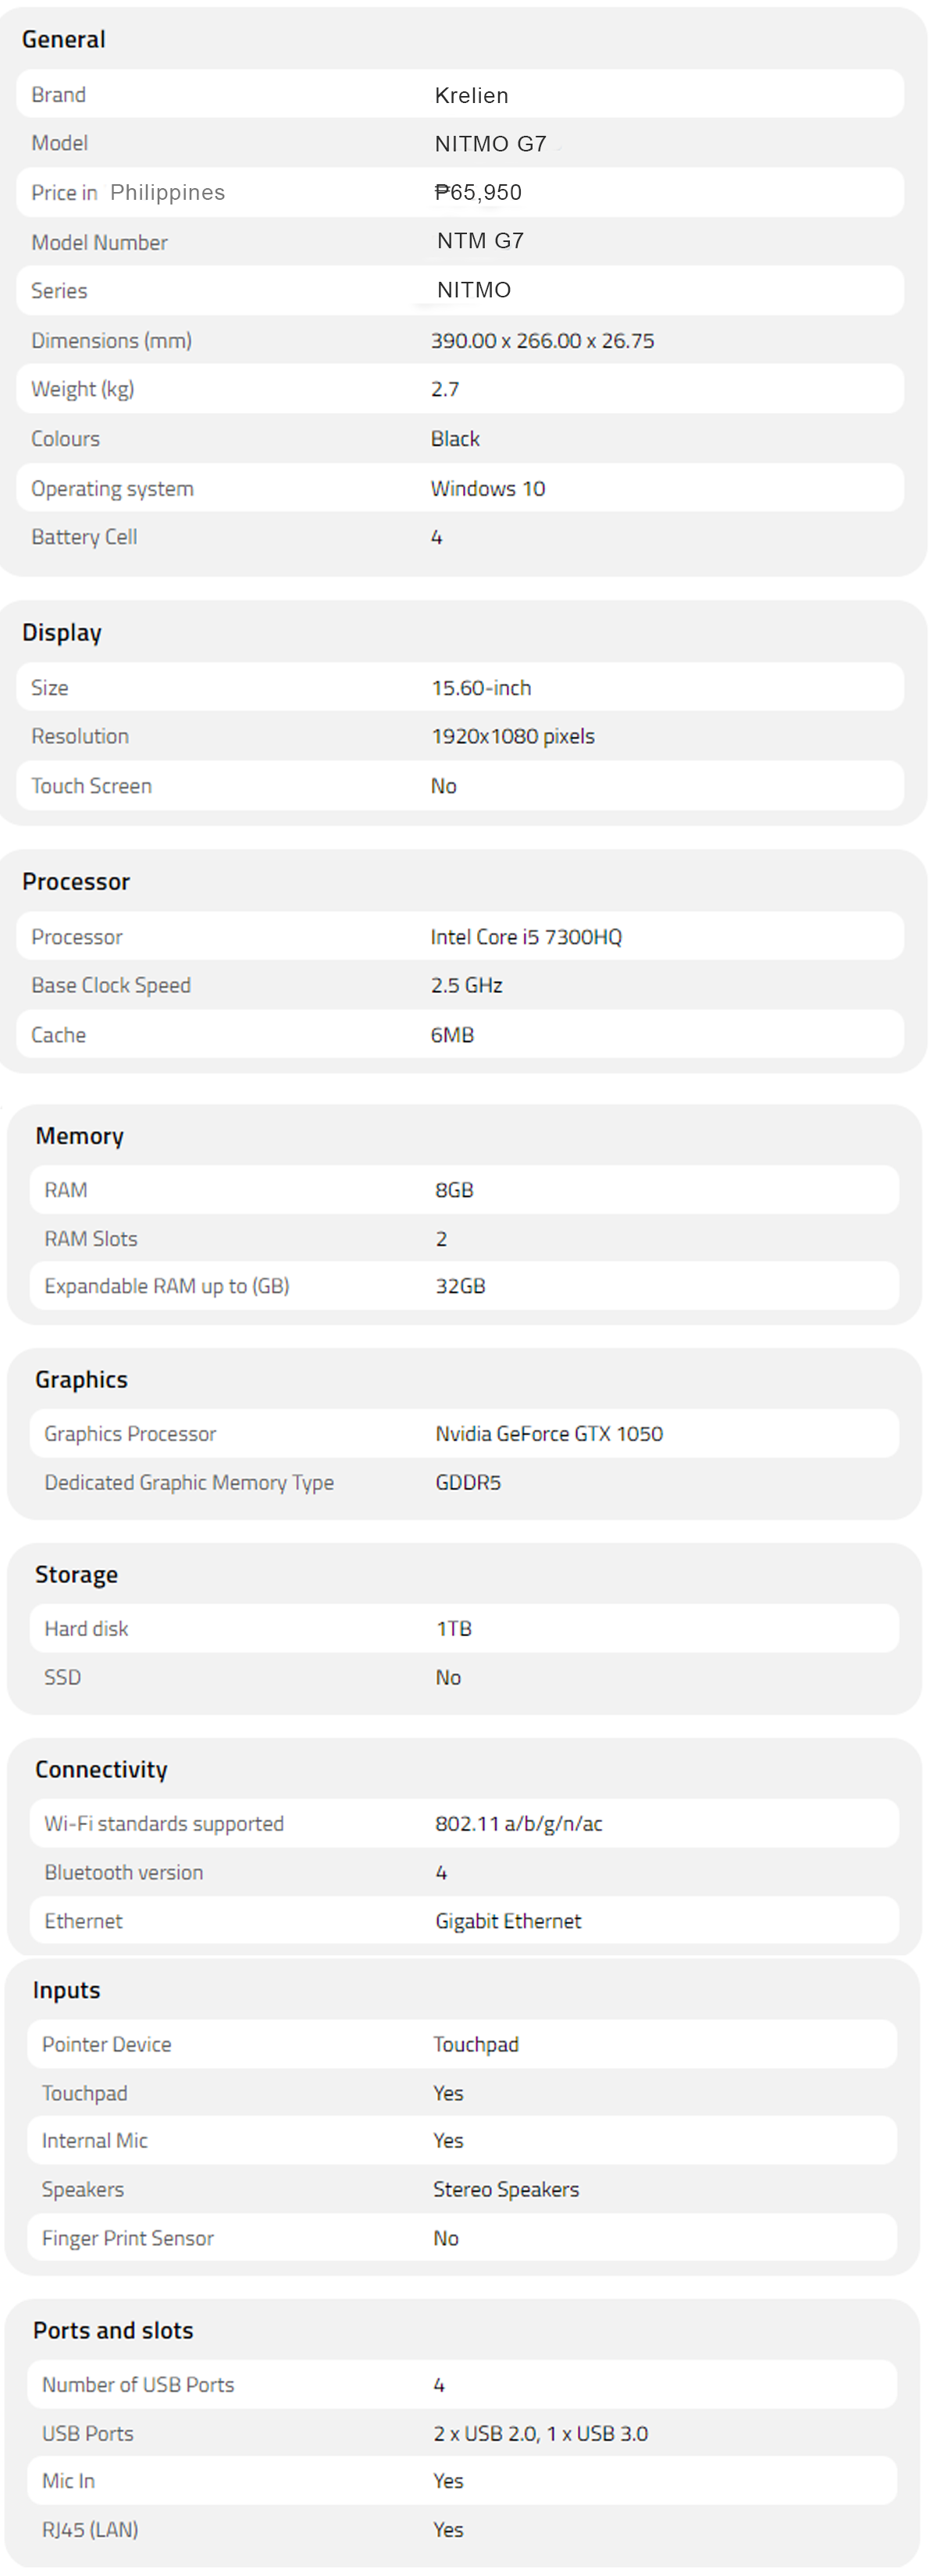 General
Brand Krelien
Model NITMO G7
Price in Philippines ₱65,950
Model Number NTM G7
Series NITMO
Dimensions (mm) 390.00 x 266.00 x 26.75
Weight (kg) 2.7
Colours Black
Operating system Windows 10
Battery Cell 4
Display
Size 15.60-inch
Resolution 1920x1080 pixels
Touch Screen No
Processor
Processor Intel Core i5 7300HQ
Base Clock Speed 2.5 GHz
Cache 6MB
Memory
RAM 8GB
RAM Slots 2
Expandable RAM up to (GB) 32GB
Graphics
Graphics Processor Nvidia GeForce GTX 1050
Dedicated Graphic Memory Type GDDR5
Storage
Hard disk 1TB
SSD No
Connectivity
Wi-Fi standards supported 802.11 a/b/g/n/ac
Bluetooth version 4
Ethernet Gigabit Ethernet
Inputs
Pointer Device Touchpad
Touchpad Yes
Internal Mic Yes
Speakers Stereo Speakers
Finger Print Sensor No
Ports and slots
Number of USB Ports 4
USB Ports 2 x USB 2.0, 1 x USB 3.0
Mic In Yes
RJ45 (LAN) Yes